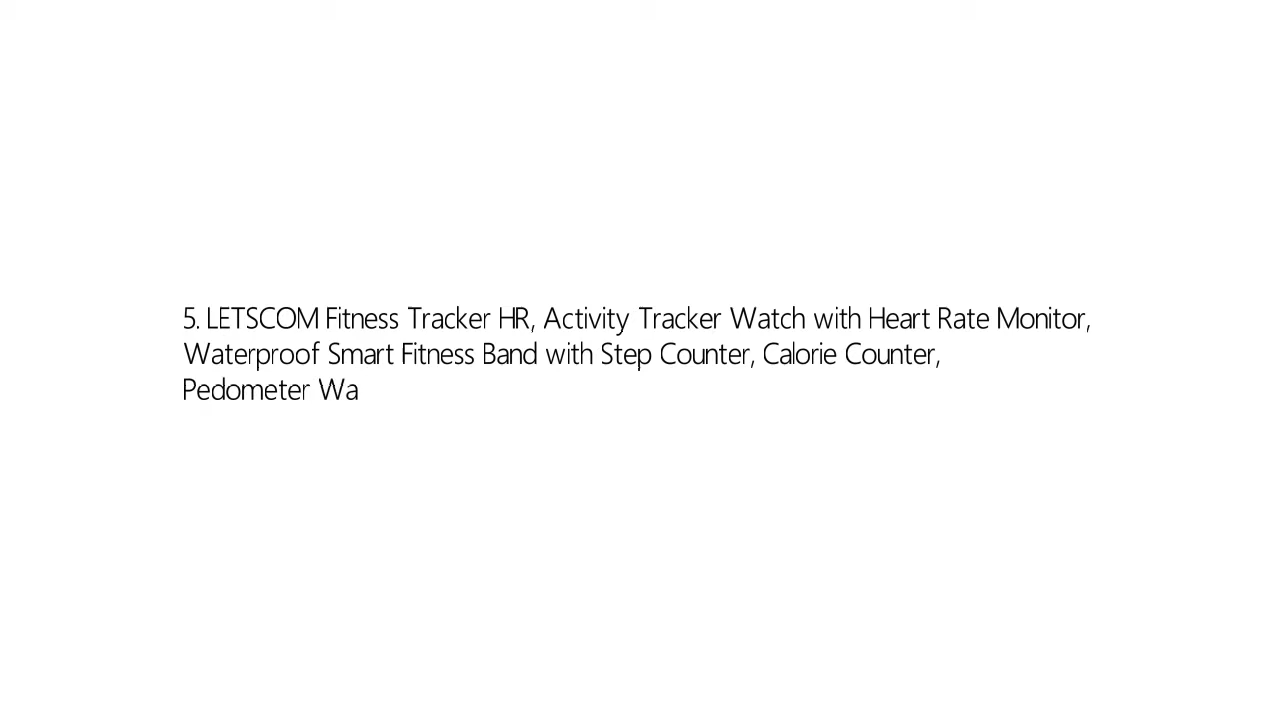 5. LETSCOM Fitness Tracker HR, Activity Tracker Watch with Heart Rate Monitor,
Waterproof Smart Fitness Band with Step Counter, Calorie Counter,
Pedometer Wa